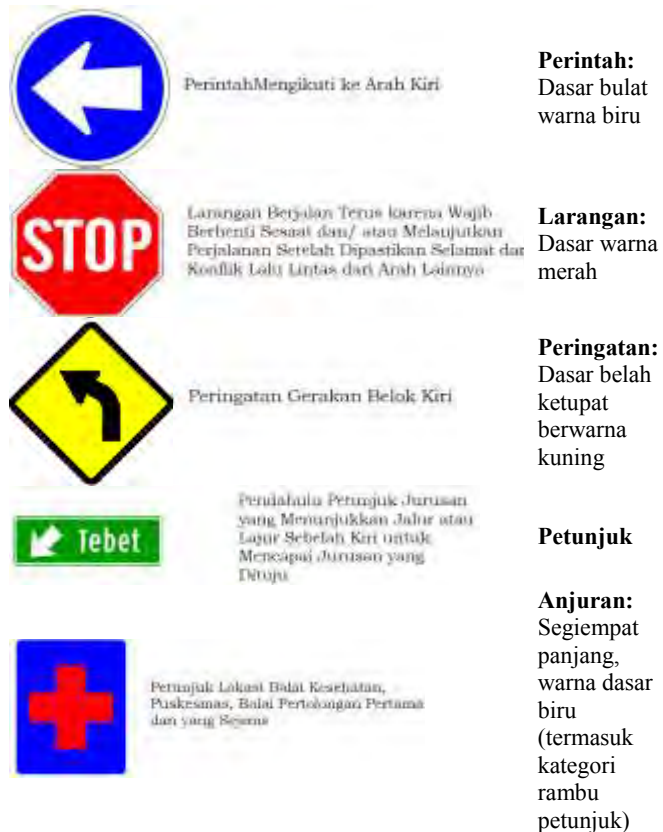 PerintahMengikuti ke Arah Kiri
Perintah:
Dasar bulat
warna biru
STOP
Larangan Berjalan Terus karena Wajib
Berhenti Sesaat dan/ atau Melanjutkan
Perjalanan Setelah Dipastikan Selamat dari
Konflik Lalu Lintas dari Arah Lainnya
Larangan:
Dasar warna
merah
Peringatan Gerakan Belok Kiri
Peringatan:
Dasar belah
ketupat
berwarna
kuning
Tebet
Pendahulu Petunjuk Jurusan
yang Menunjukkan Jalur atau
Lajur Sebelah Kiri untuk
Mencapai Jurusan yang
Dituju
Petunjuk
Petunjuk Lokasi Balai Kesehatan,
Puskesmas, Balai Pertolongan Pertama
dan yang Sejenis
Anjuran:
Segiempat
panjang,
warna dasar
biru
(termasuk
kategori
rambu
petunjuk)